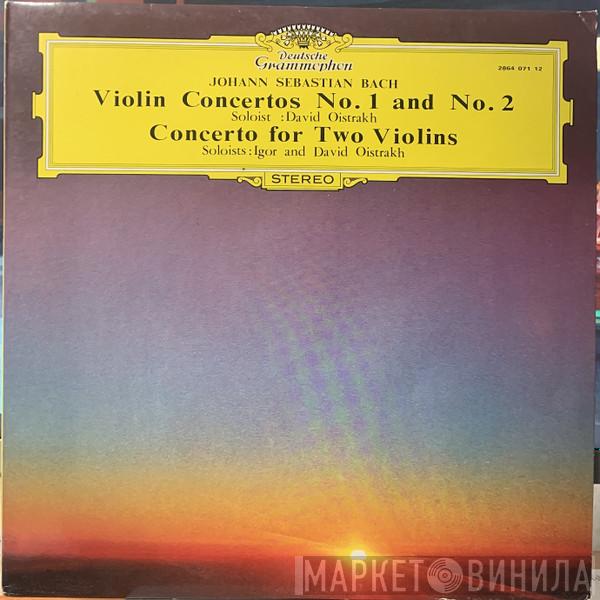 Deutsche
Grammophon
2864 071 12
JOHANN SEBASTIAN BACH
Violin Concertos No. 1 and No. 2
Soloist :David Oistrakh
Concerto for Two Violins
Soloists:Igor and David Oistrakh
STEREO
МАРКЕТ ВИНИЛА